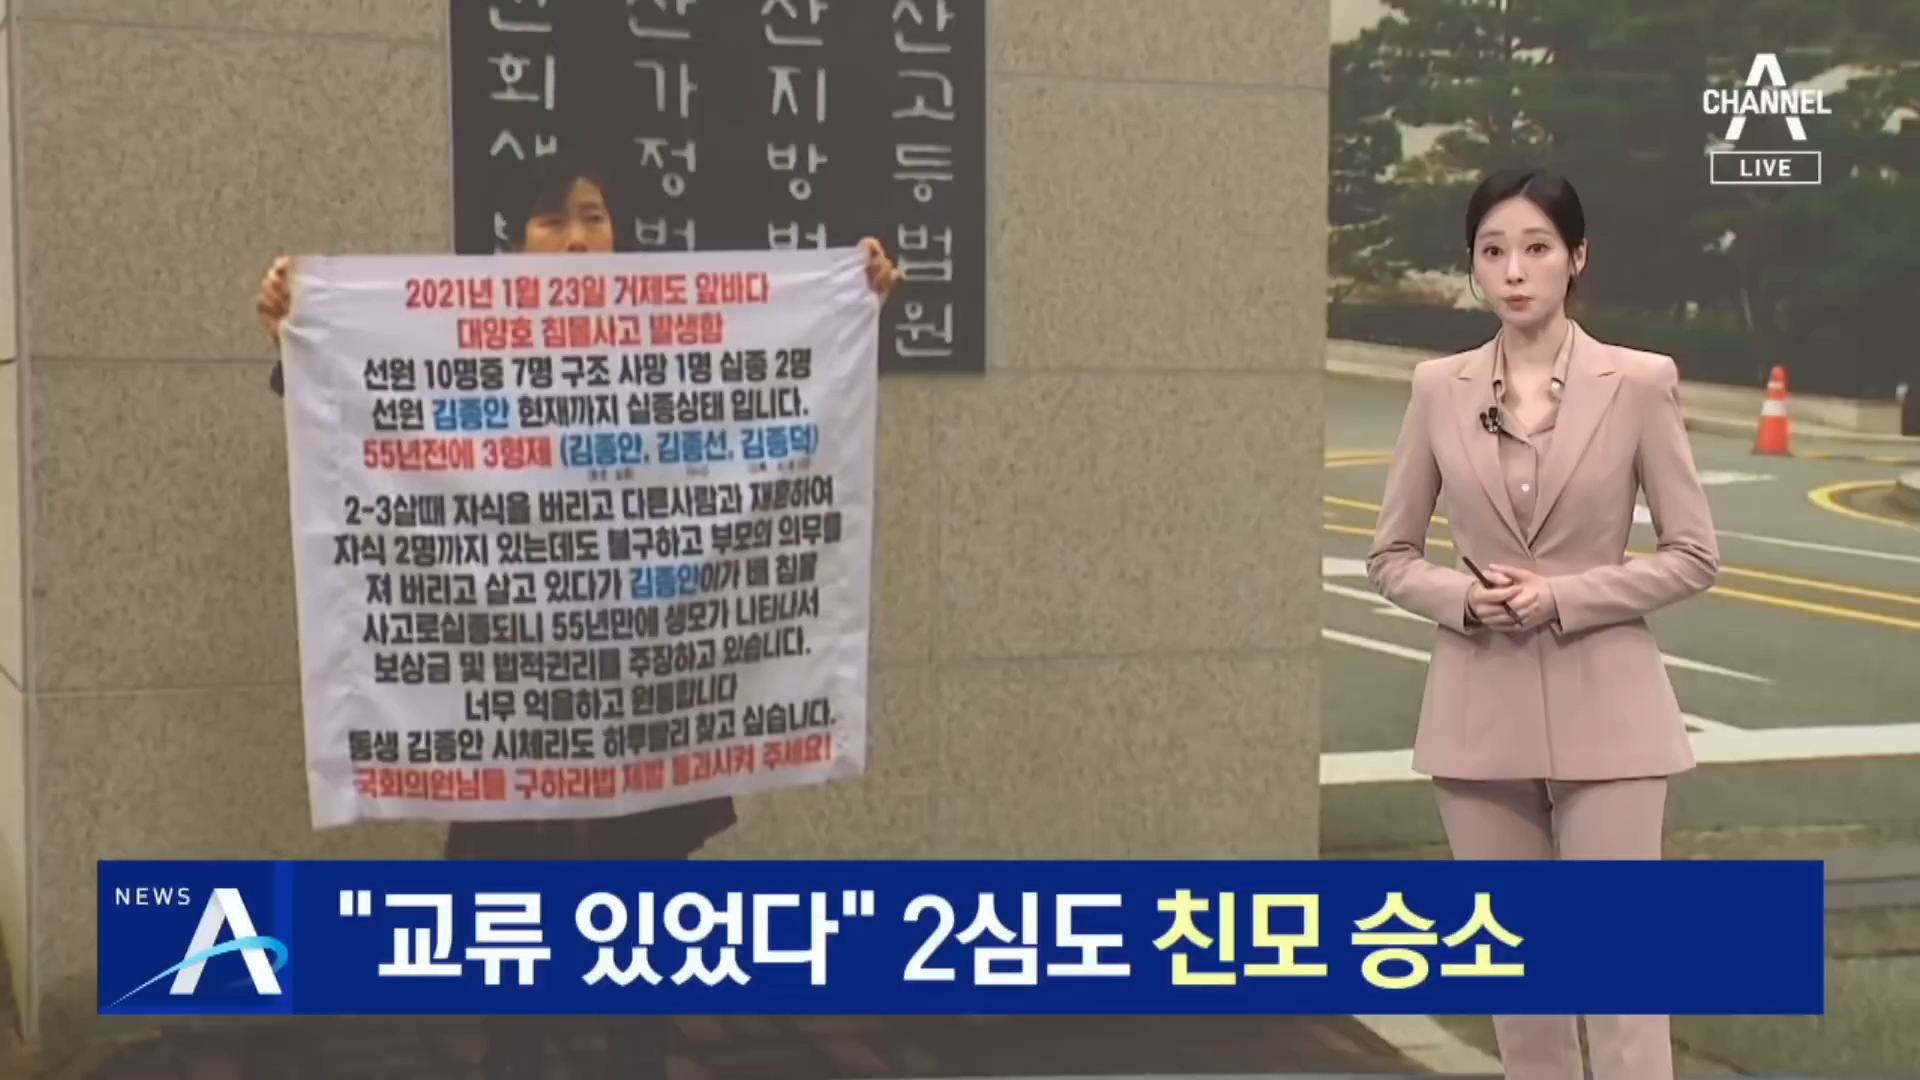 산고등법원
산지방법
산가정법
회생
CHANNEL A
LIVE
2021년 1월 23일 거제도 앞바다
대양호 침몰사고 발생함
선원 10명중 7명 구조 사망 1명 실종 2명
선원 김종안 현재까지 실종상태 입니다.
55년전에 3형제 (김종안, 김종선, 김종덕)
2-3살때 자식을 버리고 다른사람과 재혼하여
자식 2명까지 있는데도 불구하고 부모의 의무를
져 버리고 살고 있다가 김종안이가 배 침몰
사고로실종되니 55년만에 생모가 나타나서
보상금 및 법적권리를 주장하고 있습니다.
너무 억울하고 원통합니다
동생 김종안 시체라도 하루빨리 찾고 싶습니다.
국회의원님들 구하라법 제발 통과시켜 주세요!
NEWS A
"교류 있었다" 2심도 친모 승소